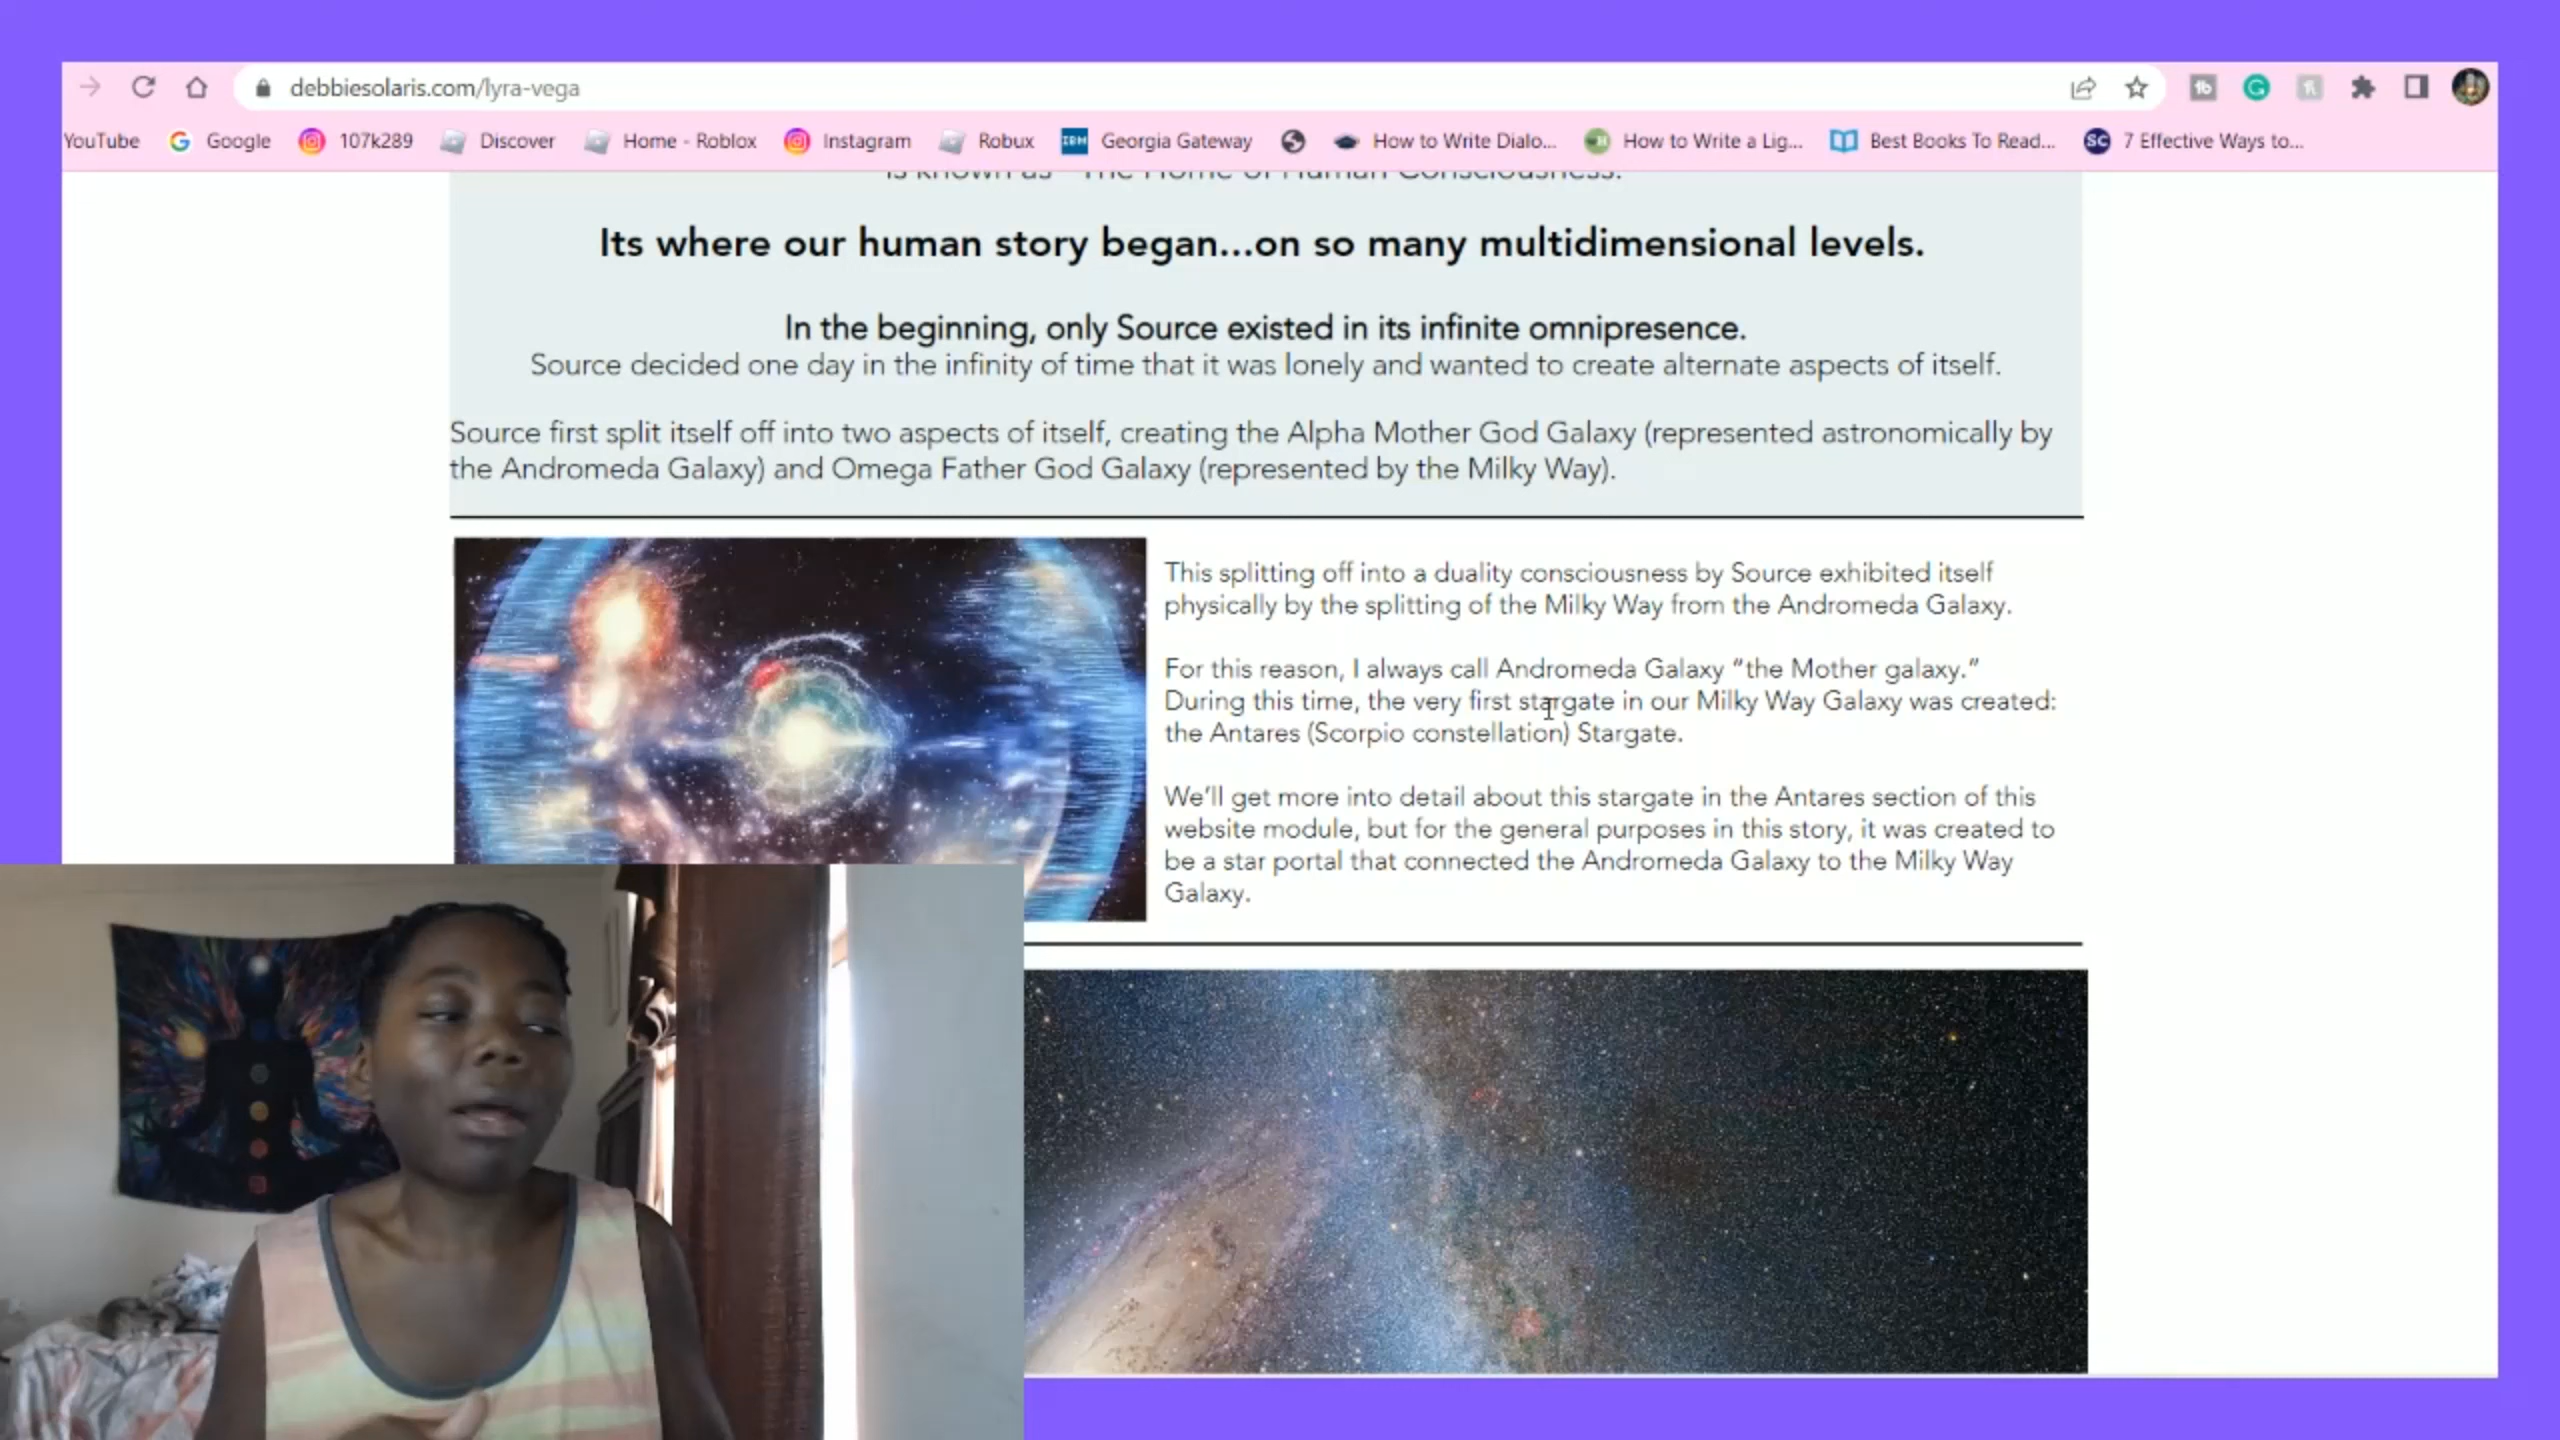 debbiesolaris.com/lyra-vega
YouTube Google 107k289 Discover Home - Roblox Instagram Robux IBM Georgia Gateway How to Write Dialo... How to Write a Lig... Best Books To Read... SC 7 Effective Ways to...
is known as "The Home of Human Consciousness."
Its where our human story began...on so many multidimensional levels.
In the beginning, only Source existed in its infinite omnipresence.
Source decided one day in the infinity of time that it was lonely and wanted to create alternate aspects of itself.
Source first split itself off into two aspects of itself, creating the Alpha Mother God Galaxy (represented astronomically by
the Andromeda Galaxy) and Omega Father God Galaxy (represented by the Milky Way).
This splitting off into a duality consciousness by Source exhibited itself
physically by the splitting of the Milky Way from the Andromeda Galaxy.
For this reason, I always call Andromeda Galaxy “the Mother galaxy.”
During this time, the very first stargate in our Milky Way Galaxy was created:
the Antares (Scorpio constellation) Stargate.
We’ll get more into detail about this stargate in the Antares section of this
website module, but for the general purposes in this story, it was created to
be a star portal that connected the Andromeda Galaxy to the Milky Way
Galaxy.